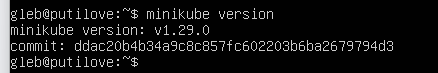 gleb@putilove:~$ minikube version
minikube version: v1.29.0
commit: ddac20b4b34a9c8c857fc602203b6ba2679794d3
gleb@putilove:~$